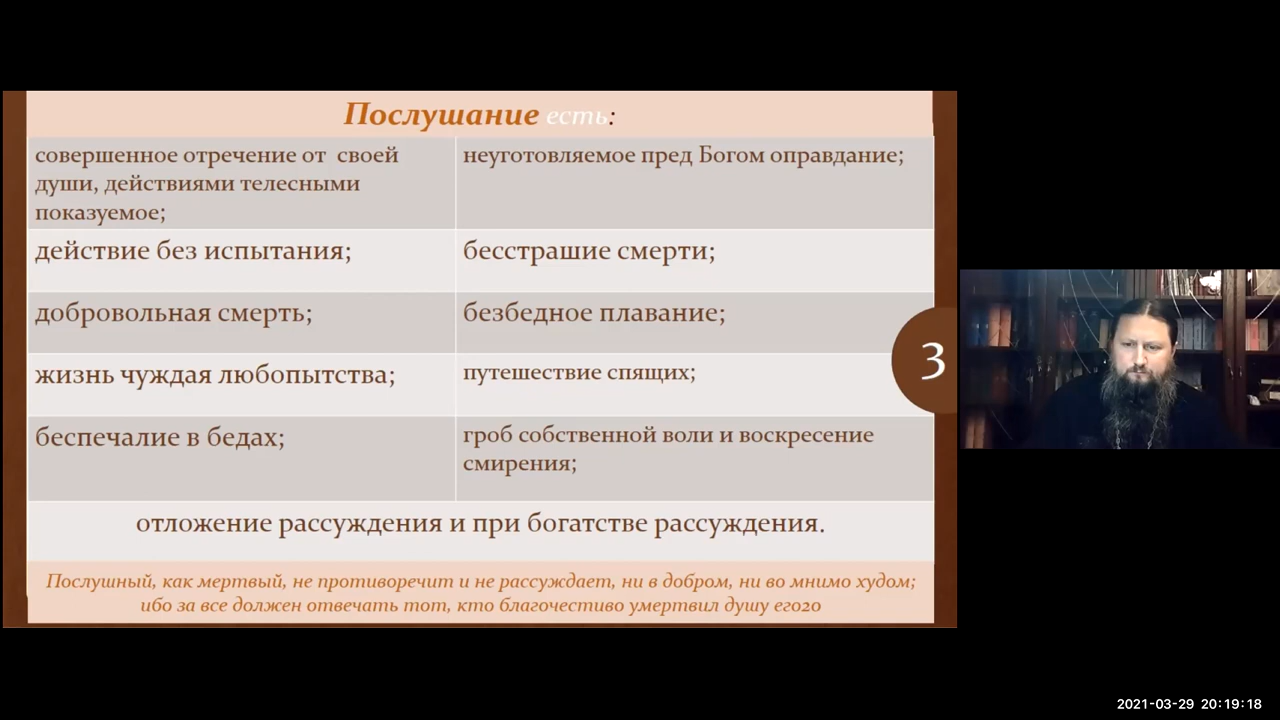 Послушание есть:
совершенное отречение от своей
души, действиями телесными
показуемое;
неуготовляемое пред Богом оправдание;
действие без испытания;
бесстрашие смерти;
добровольная смерть;
безбедное плавание;
жизнь чуждая любопытства;
путешествие спящих;
беспечалие в бедах;
гроб собственной воли и воскресение
смирения;
отложение рассуждения и при богатстве рассуждения.
Послушный, как мертвый, не противоречит и не рассуждает, ни в добром, ни во мнимо худом;
ибо за все должен отвечать тот, кто благочестиво умертвил душу его20
3
2021-03-29 20:19:18